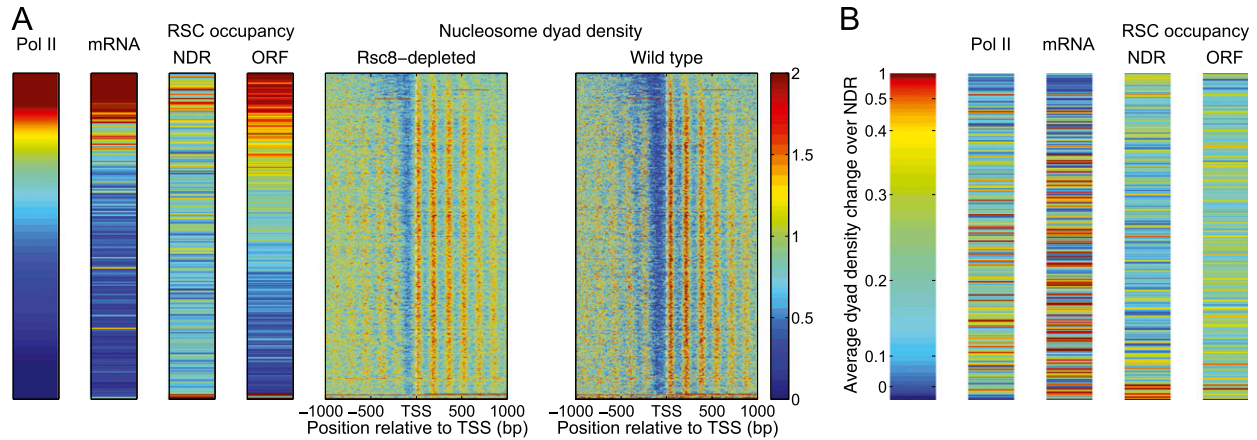 A
RSC occupancy
Nucleosome dyad density
Pol II
mRNA
NDR
ORF
Rsc8−depleted
Wild type
2
1.5
1
0.5
0
−1000 −500 TSS 500 1000
Position relative to TSS (bp)
−1000 −500 TSS 500 1000
Position relative to TSS (bp)
B
RSC occupancy
Pol II
mRNA
NDR
ORF
Average dyad density change over NDR
1
0.5
0.4
0.3
0.2
0.1
0